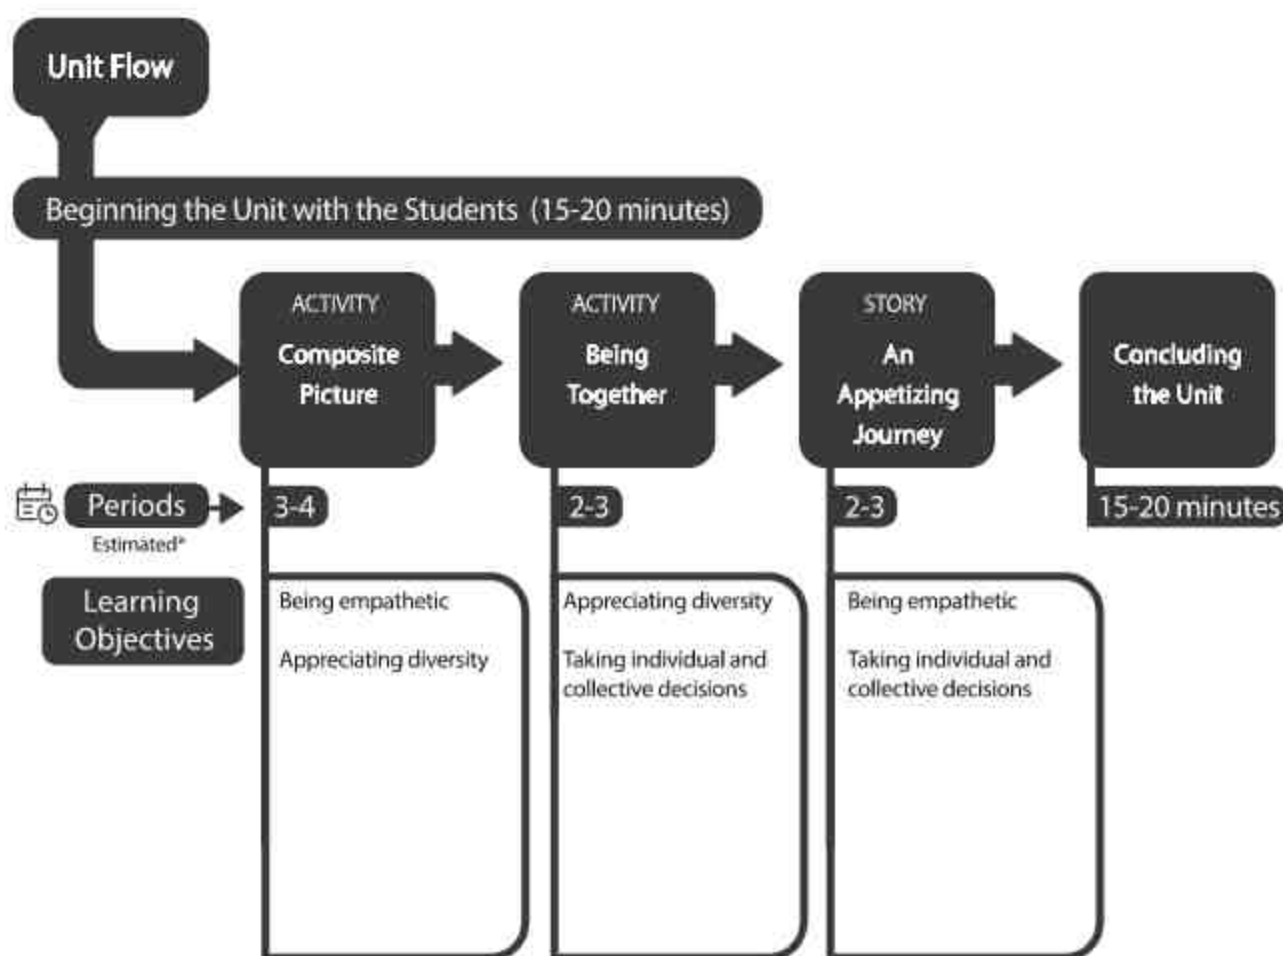 Unit Flow
Beginning the Unit with the Students (15-20 minutes)
ACTIVITY
Composite
Picture
ACTIVITY
Being
Together
STORY
An
Appetizing
Journey
Concluding
the Unit
Periods
Estimated*
3-4
2-3
2-3
15-20 minutes
Learning
Objectives
Being empathetic
Appreciating diversity
Appreciating diversity
Taking individual and
collective decisions
Being empathetic
Taking individual and
collective decisions